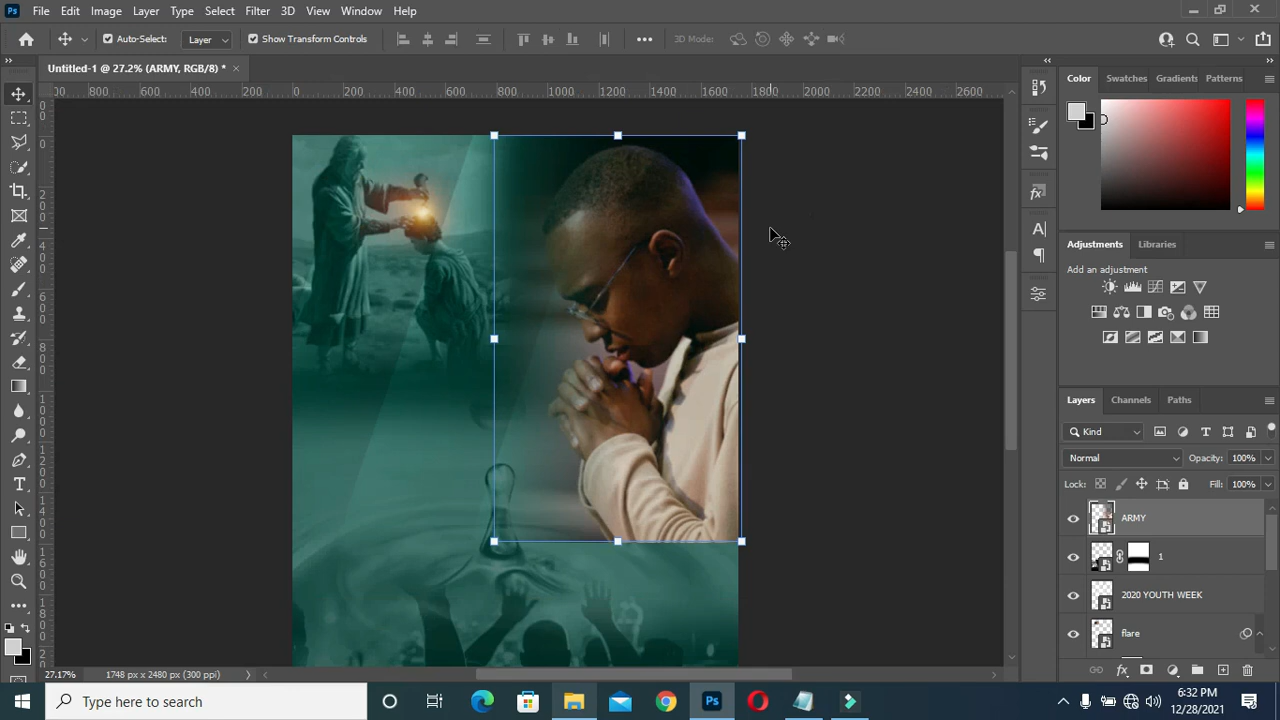 Ps File Edit Image Layer Type Select Filter 3D View Window Help
Auto-Select: Layer Show Transform Controls 3D Mode:
Untitled-1 @ 27.2% (ARMY, RGB/8) *
00 800 600 400 200 0 200 400 600 800 1000 1200 1400 1600 1800 2000 2200 2400 2600
Color Swatches Gradients Patterns
Adjustments Libraries
Add an adjustment
Layers Channels Paths
Kind
Normal Opacity: 100%
Lock: Fill: 100%
ARMY
1
2020 YOUTH WEEK
flare
27.17% 1748 px x 2480 px (300 ppi)
Type here to search
6:32 PM
12/28/2021